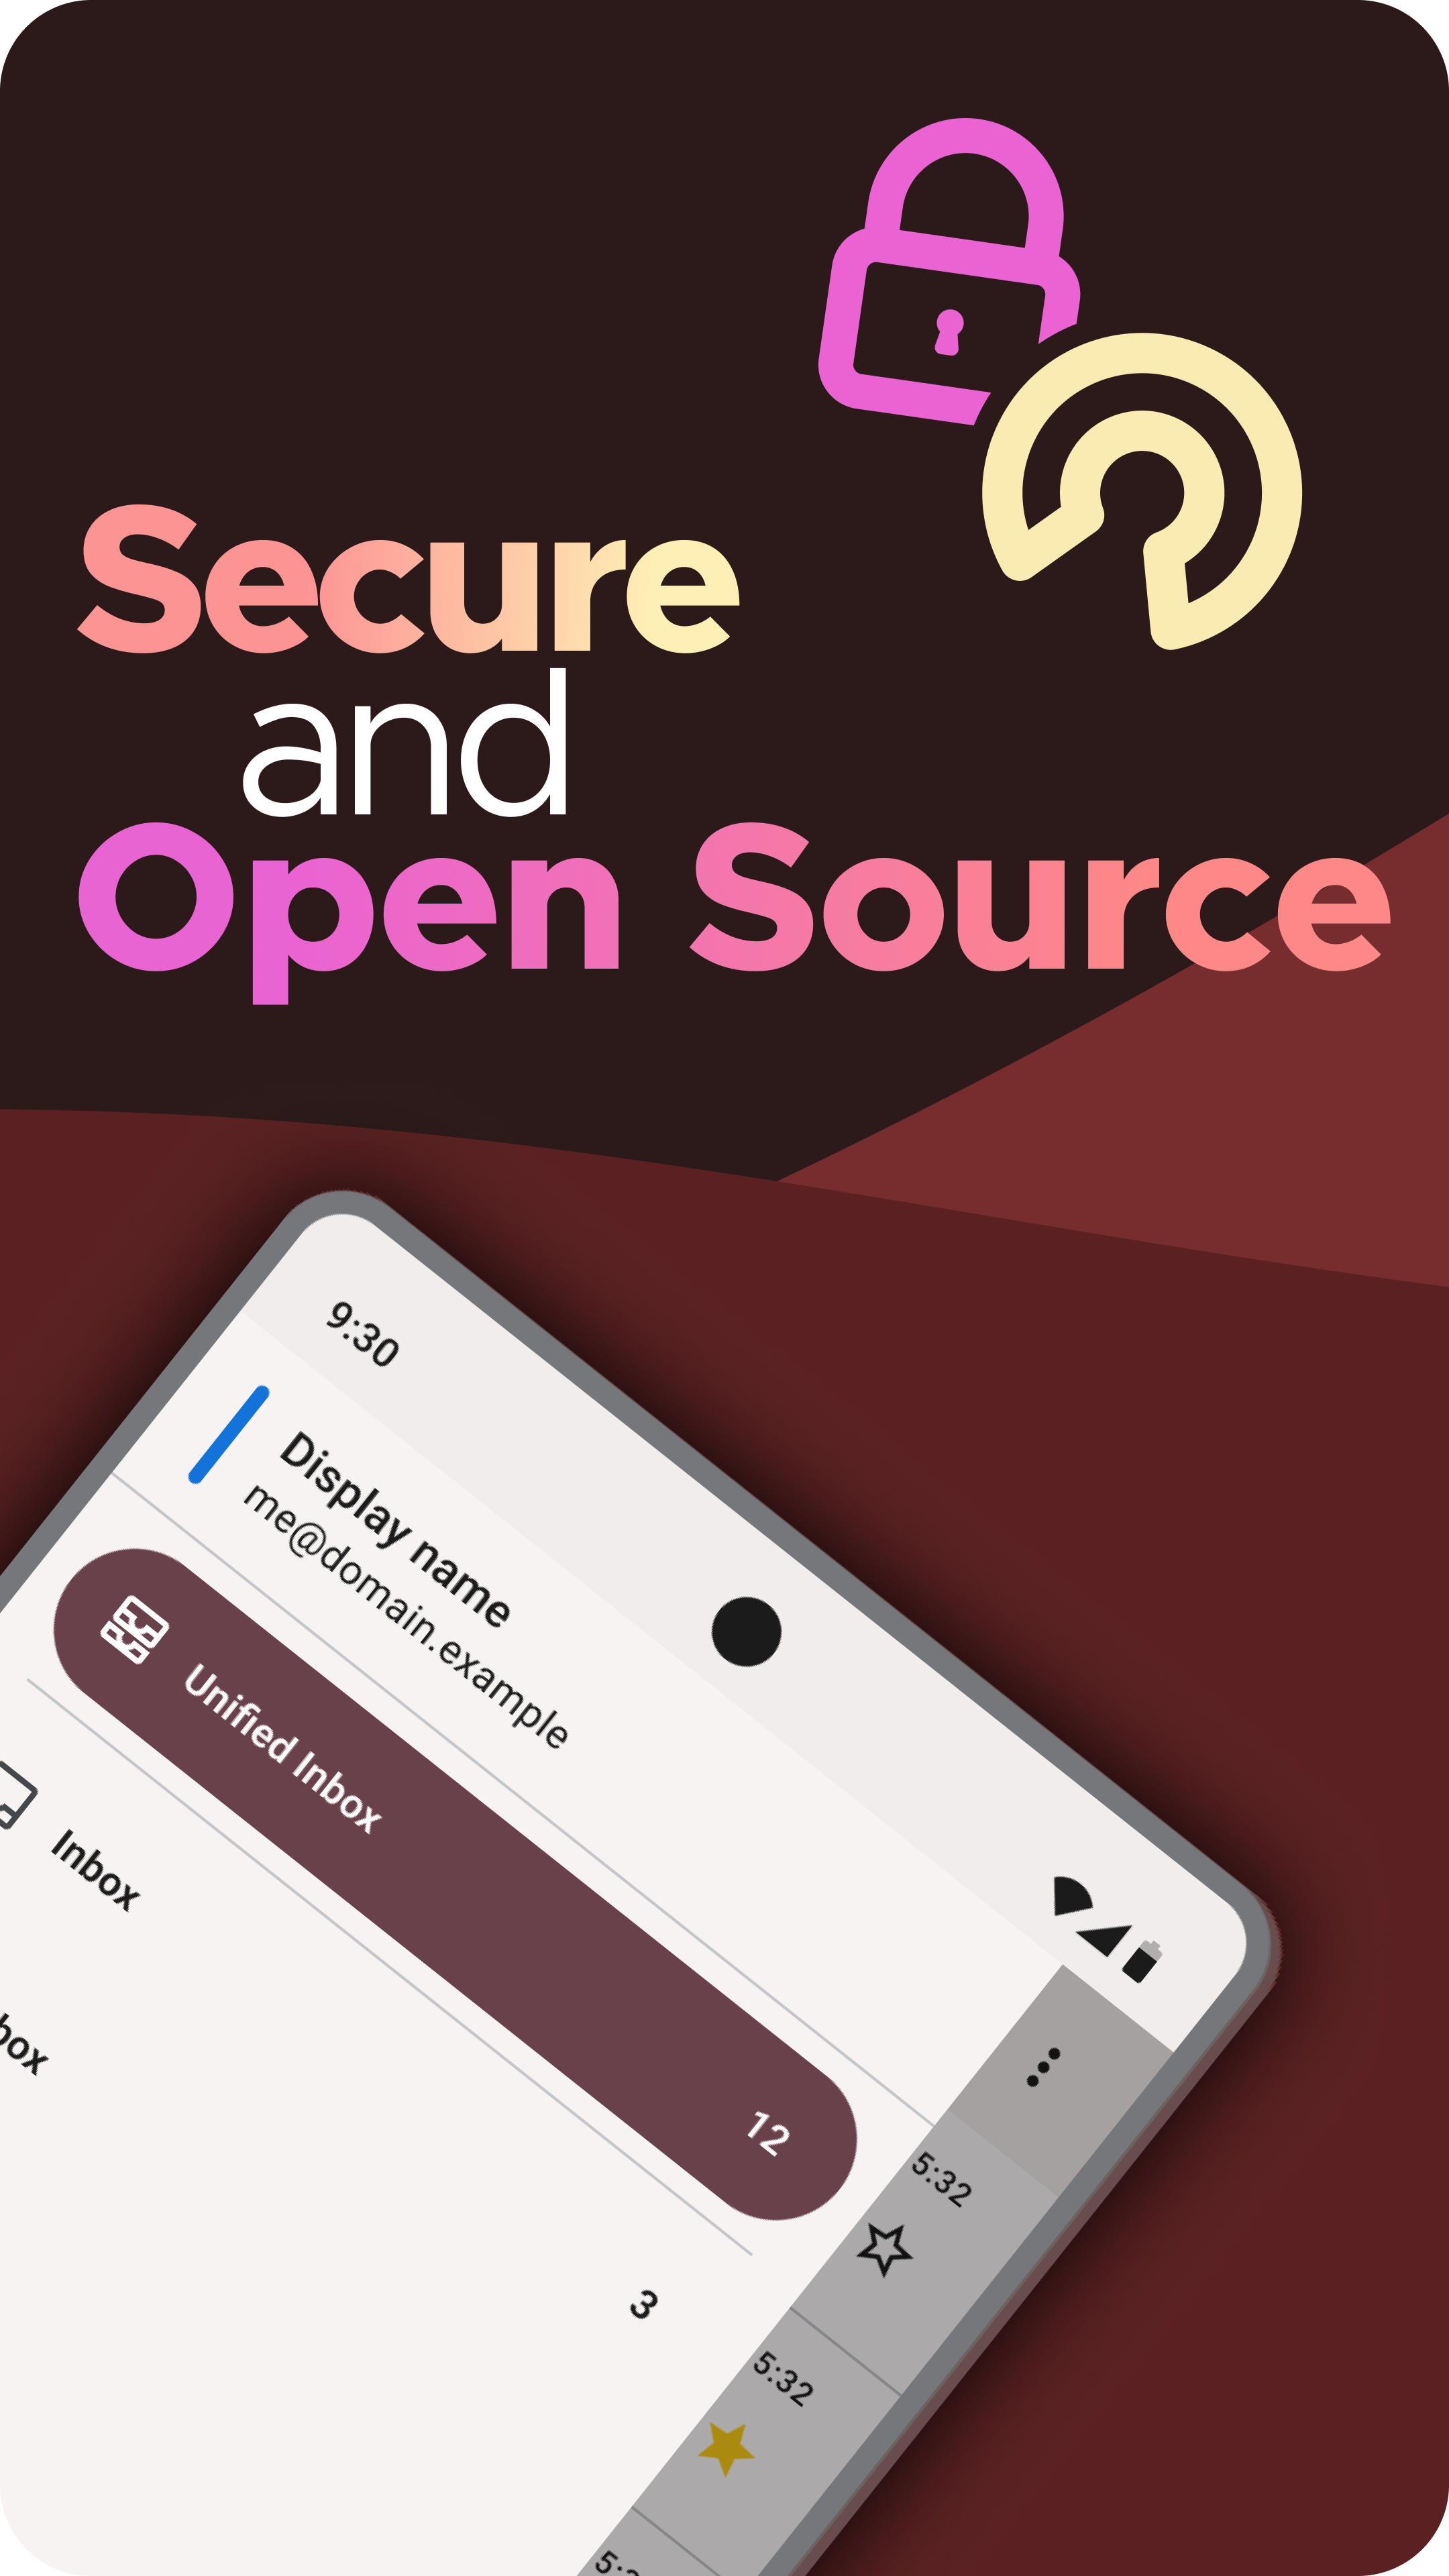 Secure
and
Open Source
9:30
Display name
me@domain.example
Unified Inbox
12
5:32
Inbox
3
5:32
box